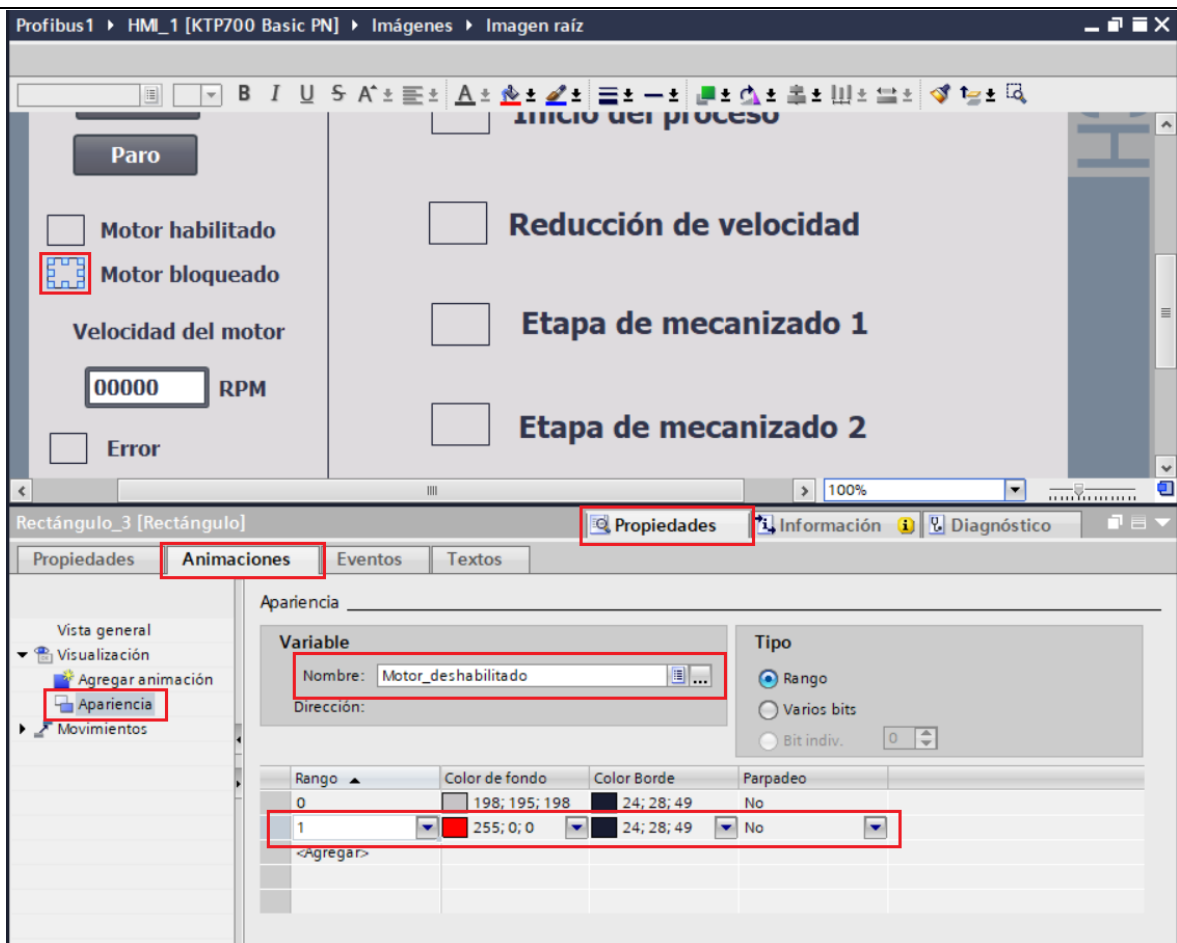 Profibus1 ▸ HMI_1 [KTP700 Basic PN] ▸ Imágenes ▸ Imagen raíz
B I U S A A
Inicio del proceso
Paro
Motor habilitado
Reducción de velocidad
Motor bloqueado
Velocidad del motor
Etapa de mecanizado 1
00000 RPM
Etapa de mecanizado 2
Error
100%
Rectángulo_3 [Rectángulo]
Propiedades
Información
Diagnóstico
Propiedades
Animaciones
Eventos
Textos
Vista general
Visualización
Agregar animación
Apariencia
Movimientos
Apariencia
Variable
Nombre: Motor_deshabilitado ...
Dirección:
Tipo
Rango
Varios bits
Bit indiv. 0
Rango Color de fondo Color Borde Parpadeo
0 198; 195; 198 24; 28; 49 No
1 255; 0; 0 24; 28; 49 No
<Agregar>